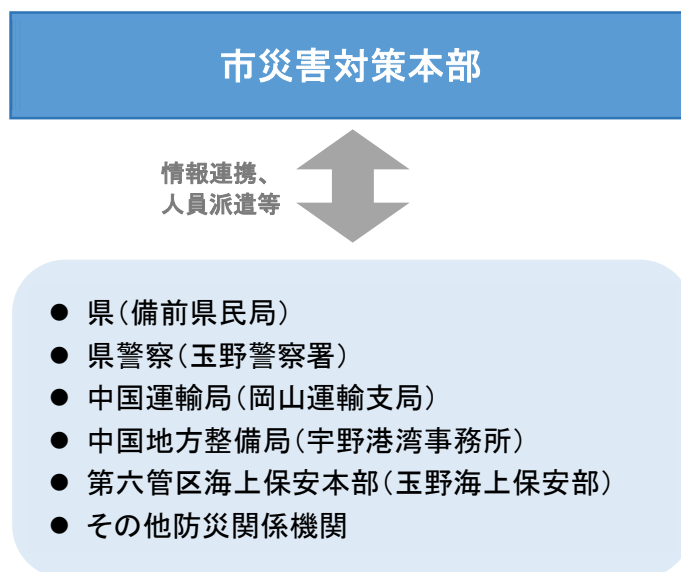 市災害対策本部
情報連携、
人員派遣等
● 県（備前県民局）
● 県警察（玉野警察署）
● 中国運輸局（岡山運輸支局）
● 中国地方整備局（宇野港湾事務所）
● 第六管区海上保安本部（玉野海上保安部）
● その他防災関係機関